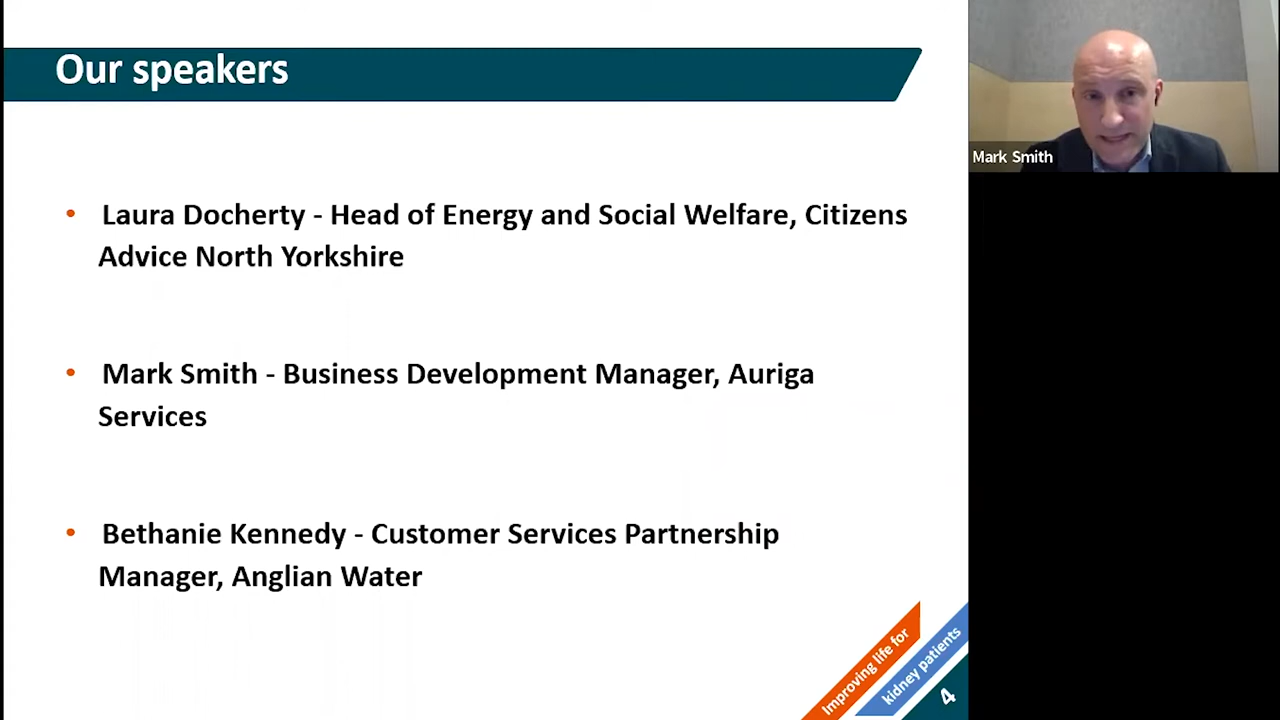 Our speakers
Mark Smith
• Laura Docherty - Head of Energy and Social Welfare, Citizens
Advice North Yorkshire
• Mark Smith - Business Development Manager, Auriga
Services
• Bethanie Kennedy - Customer Services Partnership
Manager, Anglian Water
Improving life for
kidney patients
4